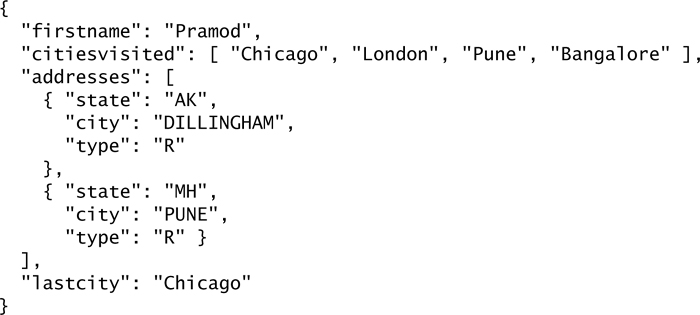 {
  "firstname": "Pramod",
  "citiesvisited": [ "Chicago", "London", "Pune", "Bangalore" ],
  "addresses": [
    { "state": "AK",
      "city": "DILLINGHAM",
      "type": "R"
    },
    { "state": "MH",
      "city": "PUNE",
      "type": "R" }
  ],
  "lastcity": "Chicago"
}